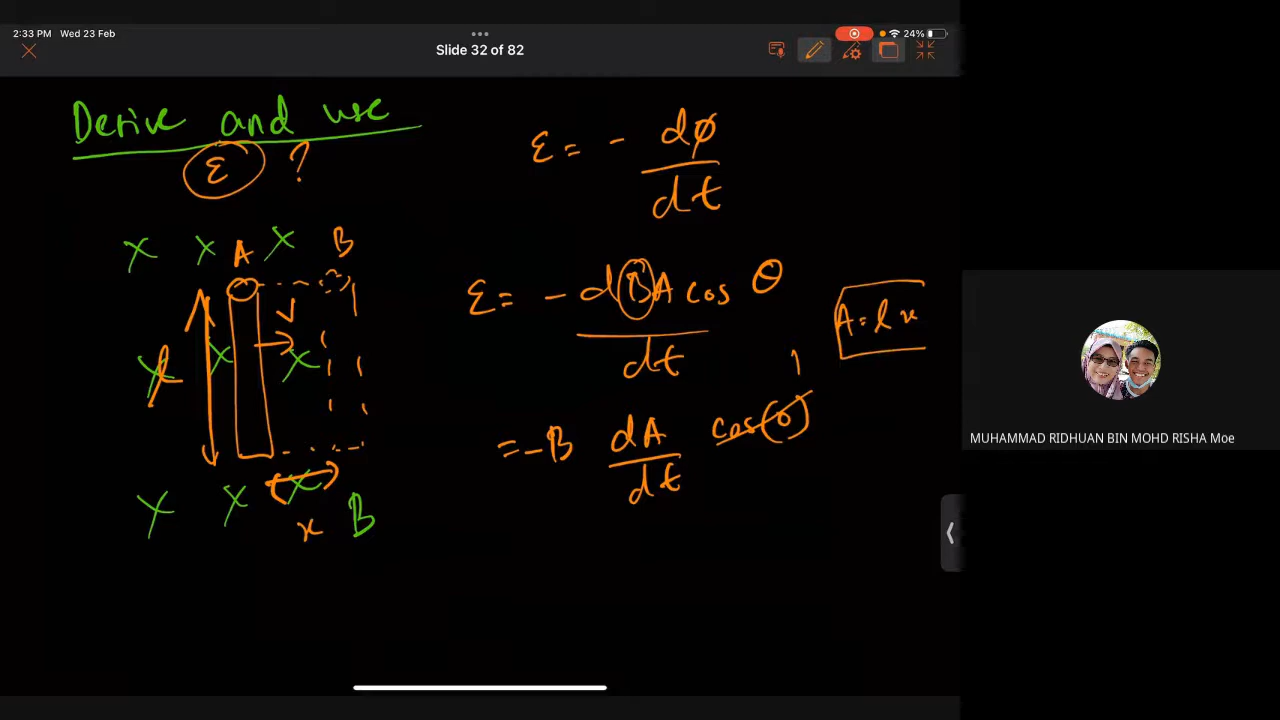 2:33 PM Wed 23 Feb
24%
Slide 32 of 82
Derive and use
ε ?
ε = - dφ/dt
X X A X B
ε = - dBA cos θ/dt
A = l x
V
l X X X
1
= -B dA/dt cos(0)
X X X B
x
MUHAMMAD RIDHUAN BIN MOHD RISHA Moe